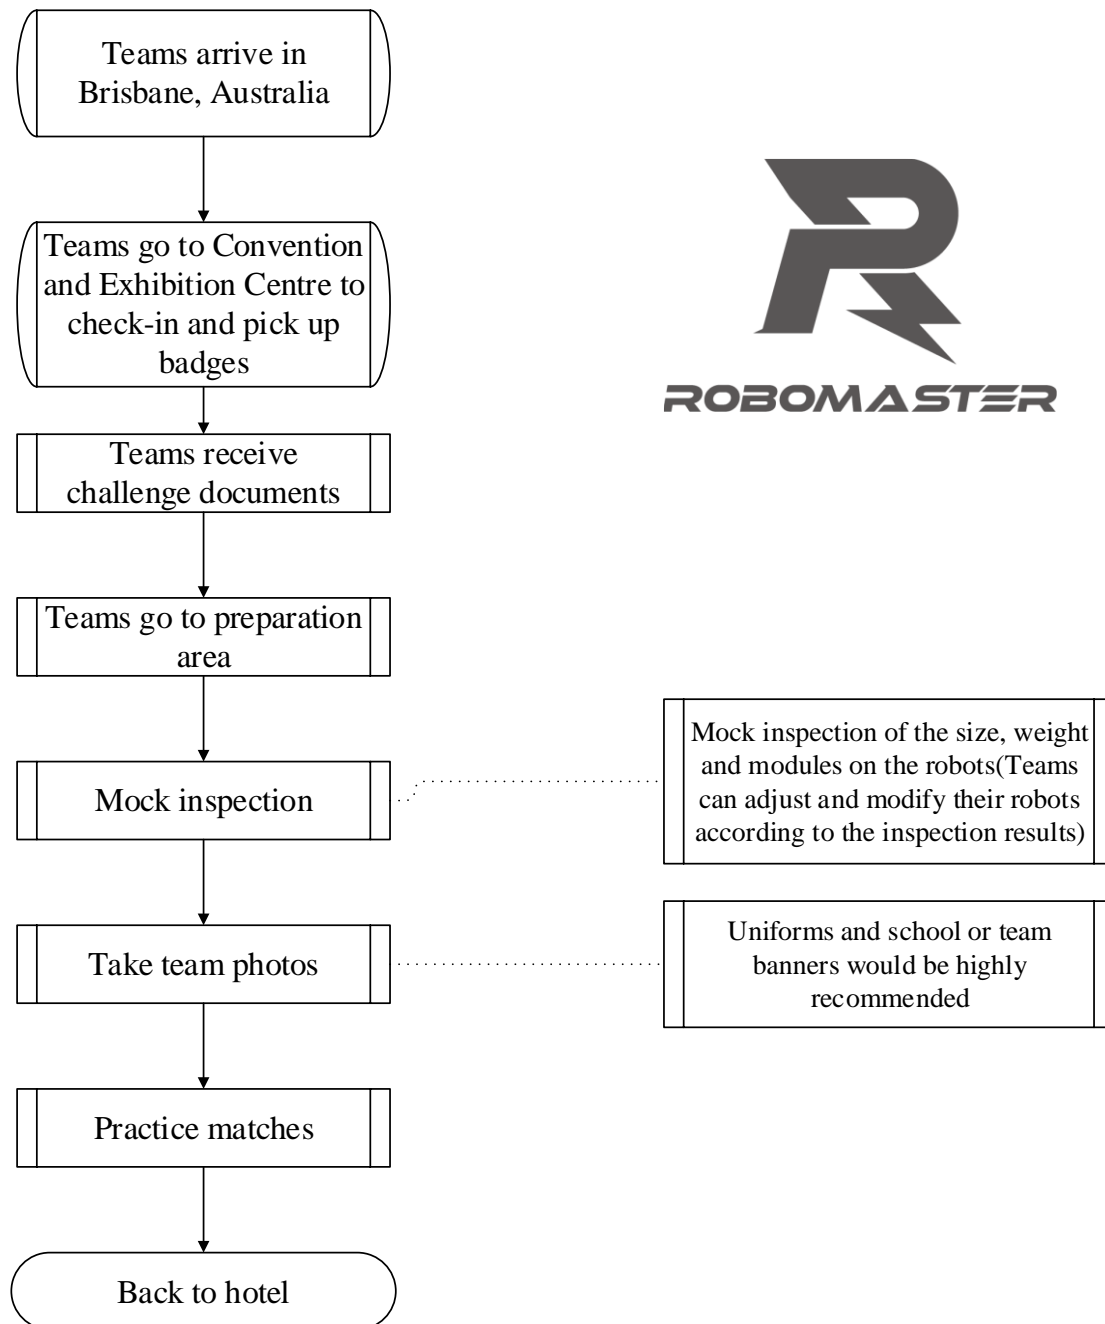 Teams arrive in
Brisbane, Australia
Teams go to Convention
and Exhibition Centre to
check-in and pick up
badges
ROBOMASTER
Teams receive
challenge documents
Teams go to preparation
area
Mock inspection
Mock inspection of the size, weight
and modules on the robots(Teams
can adjust and modify their robots
according to the inspection results)
Take team photos
Uniforms and school or team
banners would be highly
recommended
Practice matches
Back to hotel